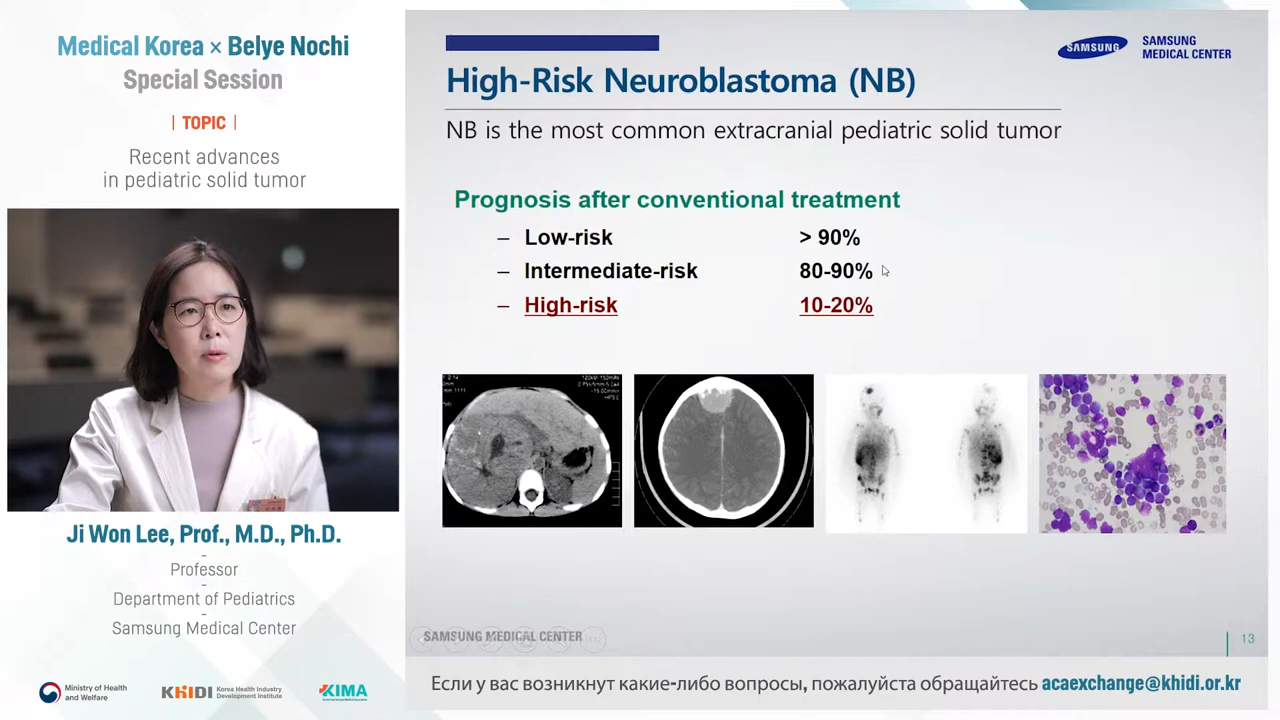 Medical Korea × Belye Nochi
Special Session
| TOPIC |
Recent advances
in pediatric solid tumor
Ji Won Lee, Prof., M.D., Ph.D.
-
Professor
-
Department of Pediatrics
-
Samsung Medical Center
Ministry of Health
and Welfare
KHIDI Korea Health Industry
Development Institute
KIMA
SAMSUNG
SAMSUNG
MEDICAL CENTER
High-Risk Neuroblastoma (NB)
NB is the most common extracranial pediatric solid tumor
Prognosis after conventional treatment
– Low-risk > 90%
– Intermediate-risk 80-90%
– High-risk 10-20%
SAMSUNG MEDICAL CENTER
13
Если у вас возникнут какие-либо вопросы, пожалуйста обращайтесь acaexchange@khidi.or.kr